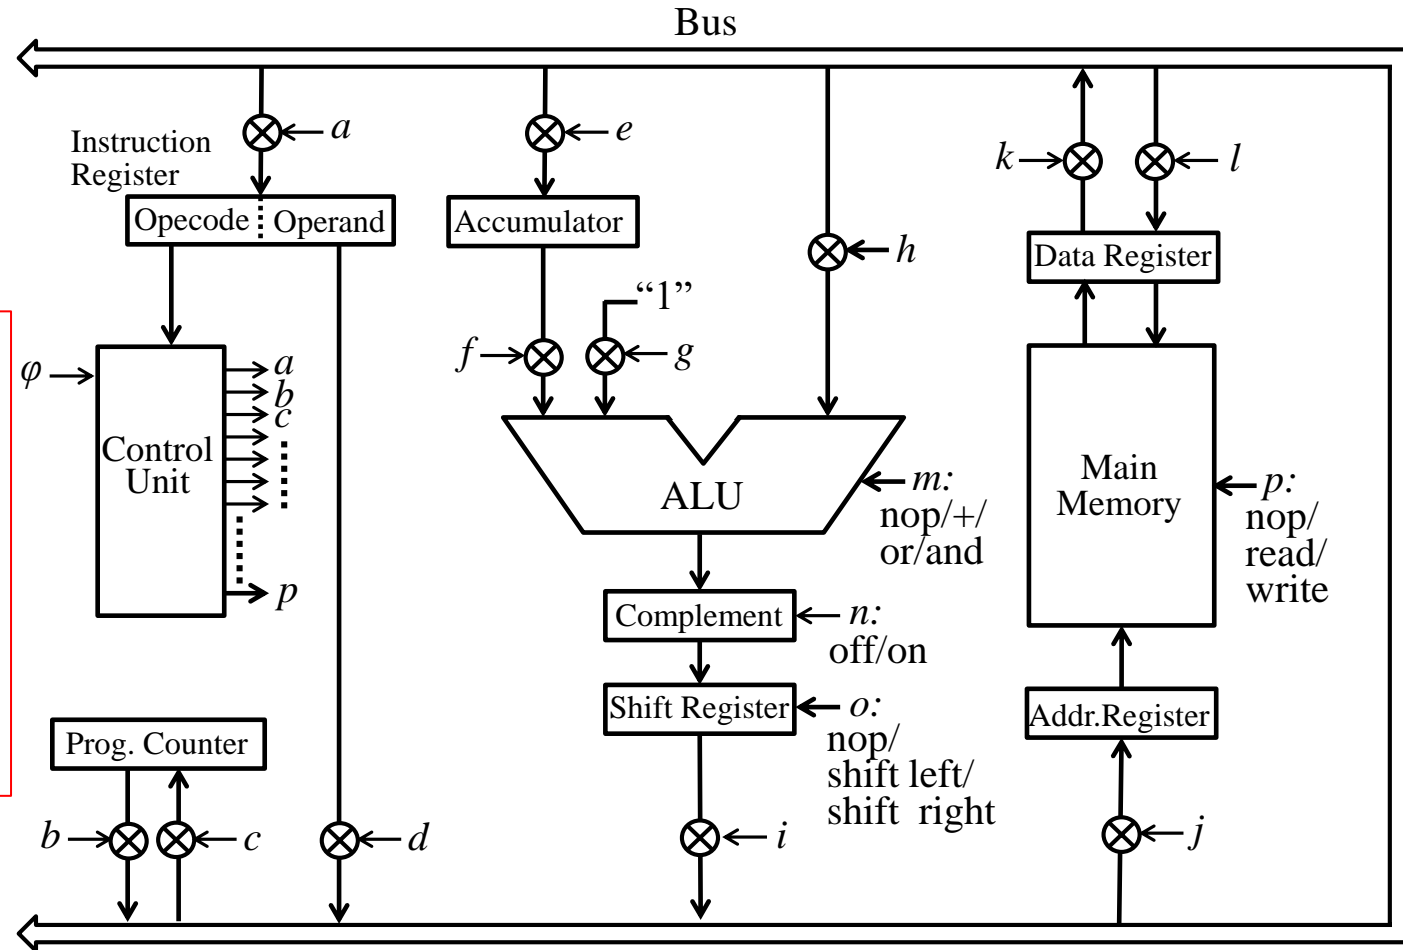 Bus
Instruction
Register
a
e
k
l
Opecode
Operand
Accumulator
h
Data Register
“1”
f
g
φ
a
b
c
Control
Unit
p
ALU
m:
nop/+/
or/and
Main
Memory
p:
nop/
read/
write
Complement
n:
off/on
Shift Register
o:
nop/
shift left/
shift right
Addr.Register
Prog. Counter
b
c
d
i
j